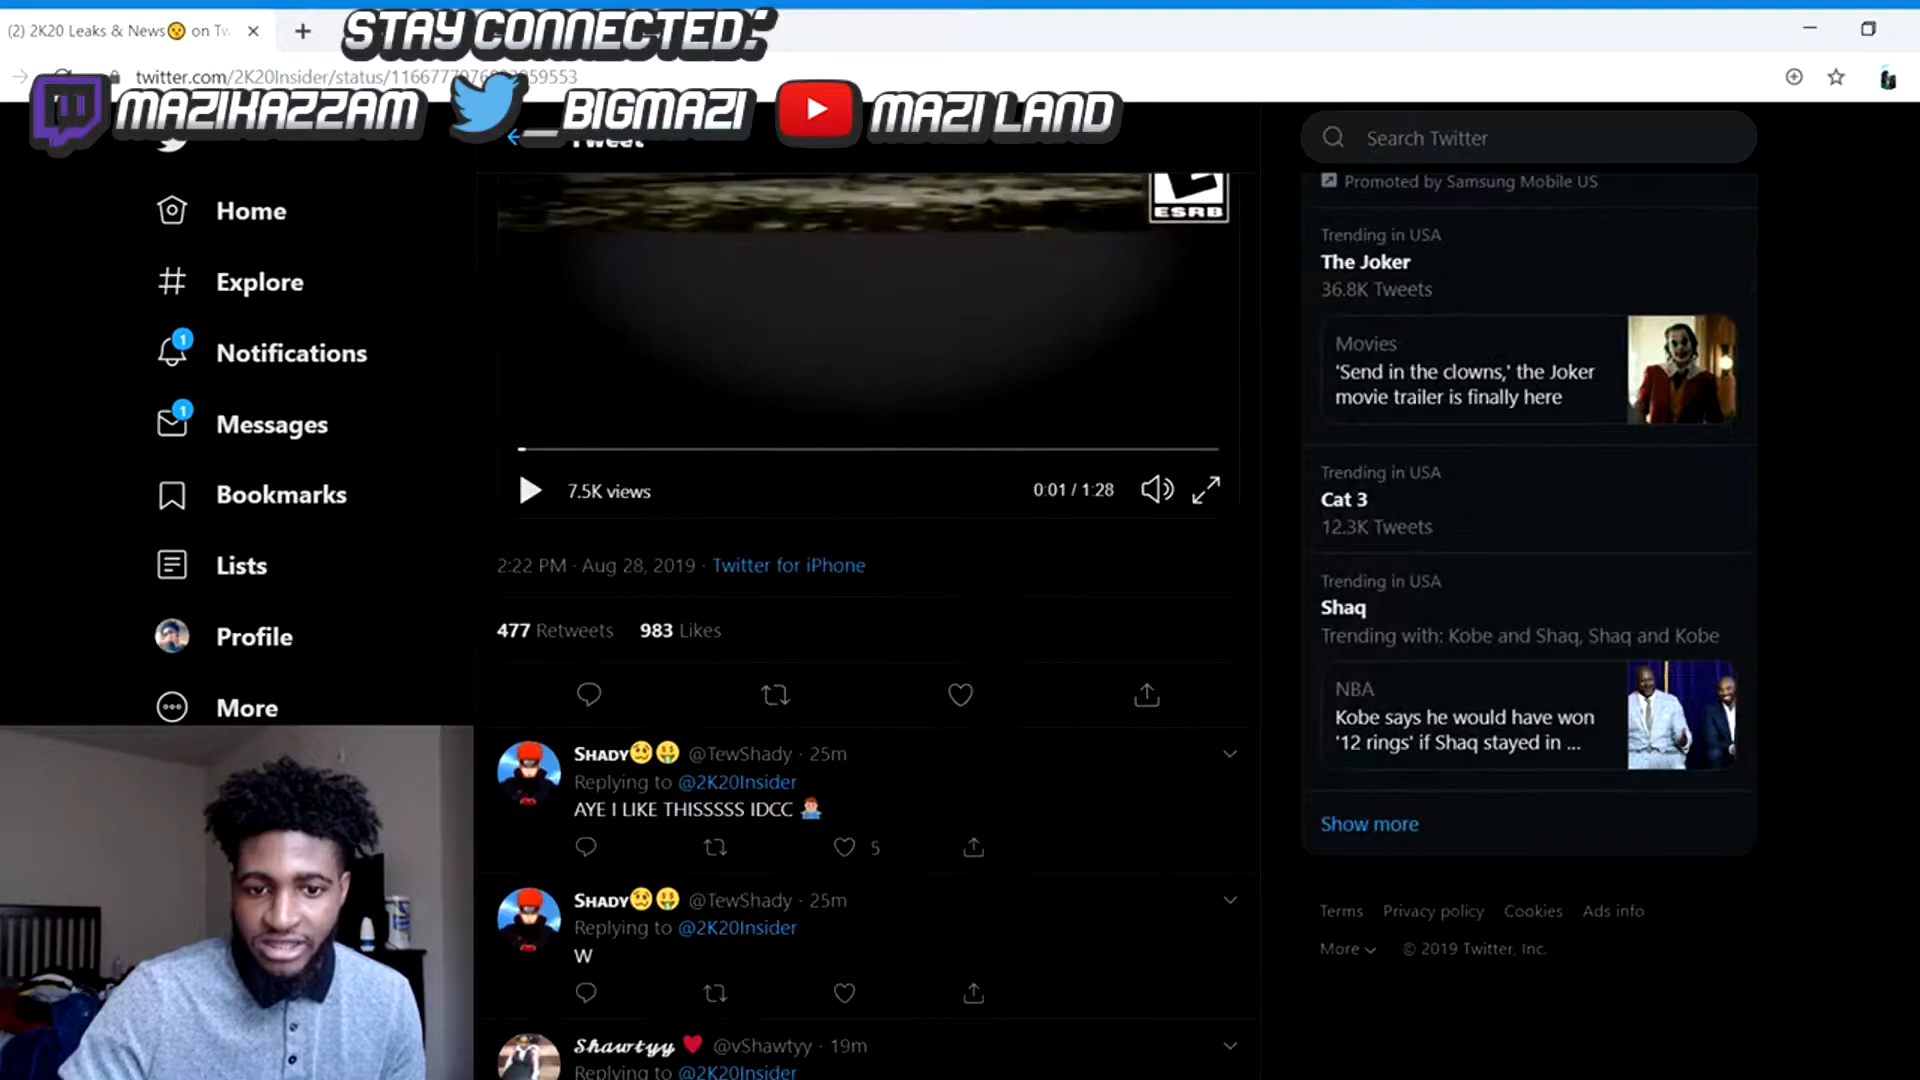 (2) 2K20 Leaks & News😗 on Tw
STAY CONNECTED:
MAZIKAZZAM
_BIGMAZI
MAZI LAND
Tweet
Search Twitter
Home
Explore
1
Notifications
1
Messages
Bookmarks
Lists
Profile
More
ESRB
7.5K views
0:01 / 1:28
2:22 PM · Aug 28, 2019 · Twitter for iPhone
477 Retweets 983 Likes
SHADY🥴🤑 @TewShady · 25m
Replying to @2K20Insider
AYE I LIKE THISSSSS IDCC 🤷🏽‍♂️
5
SHADY🥴🤑 @TewShady · 25m
Replying to @2K20Insider
W
Shawtyy ♥ @vShawtyy · 19m
Replying to @2K20Insider
Promoted by Samsung Mobile US
Trending in USA
The Joker
36.8K Tweets
Movies
'Send in the clowns,' the Joker
movie trailer is finally here
Trending in USA
Cat 3
12.3K Tweets
Trending in USA
Shaq
Trending with: Kobe and Shaq, Shaq and Kobe
NBA
Kobe says he would have won
'12 rings' if Shaq stayed in ...
Show more
Terms Privacy policy Cookies Ads info
More © 2019 Twitter, Inc.